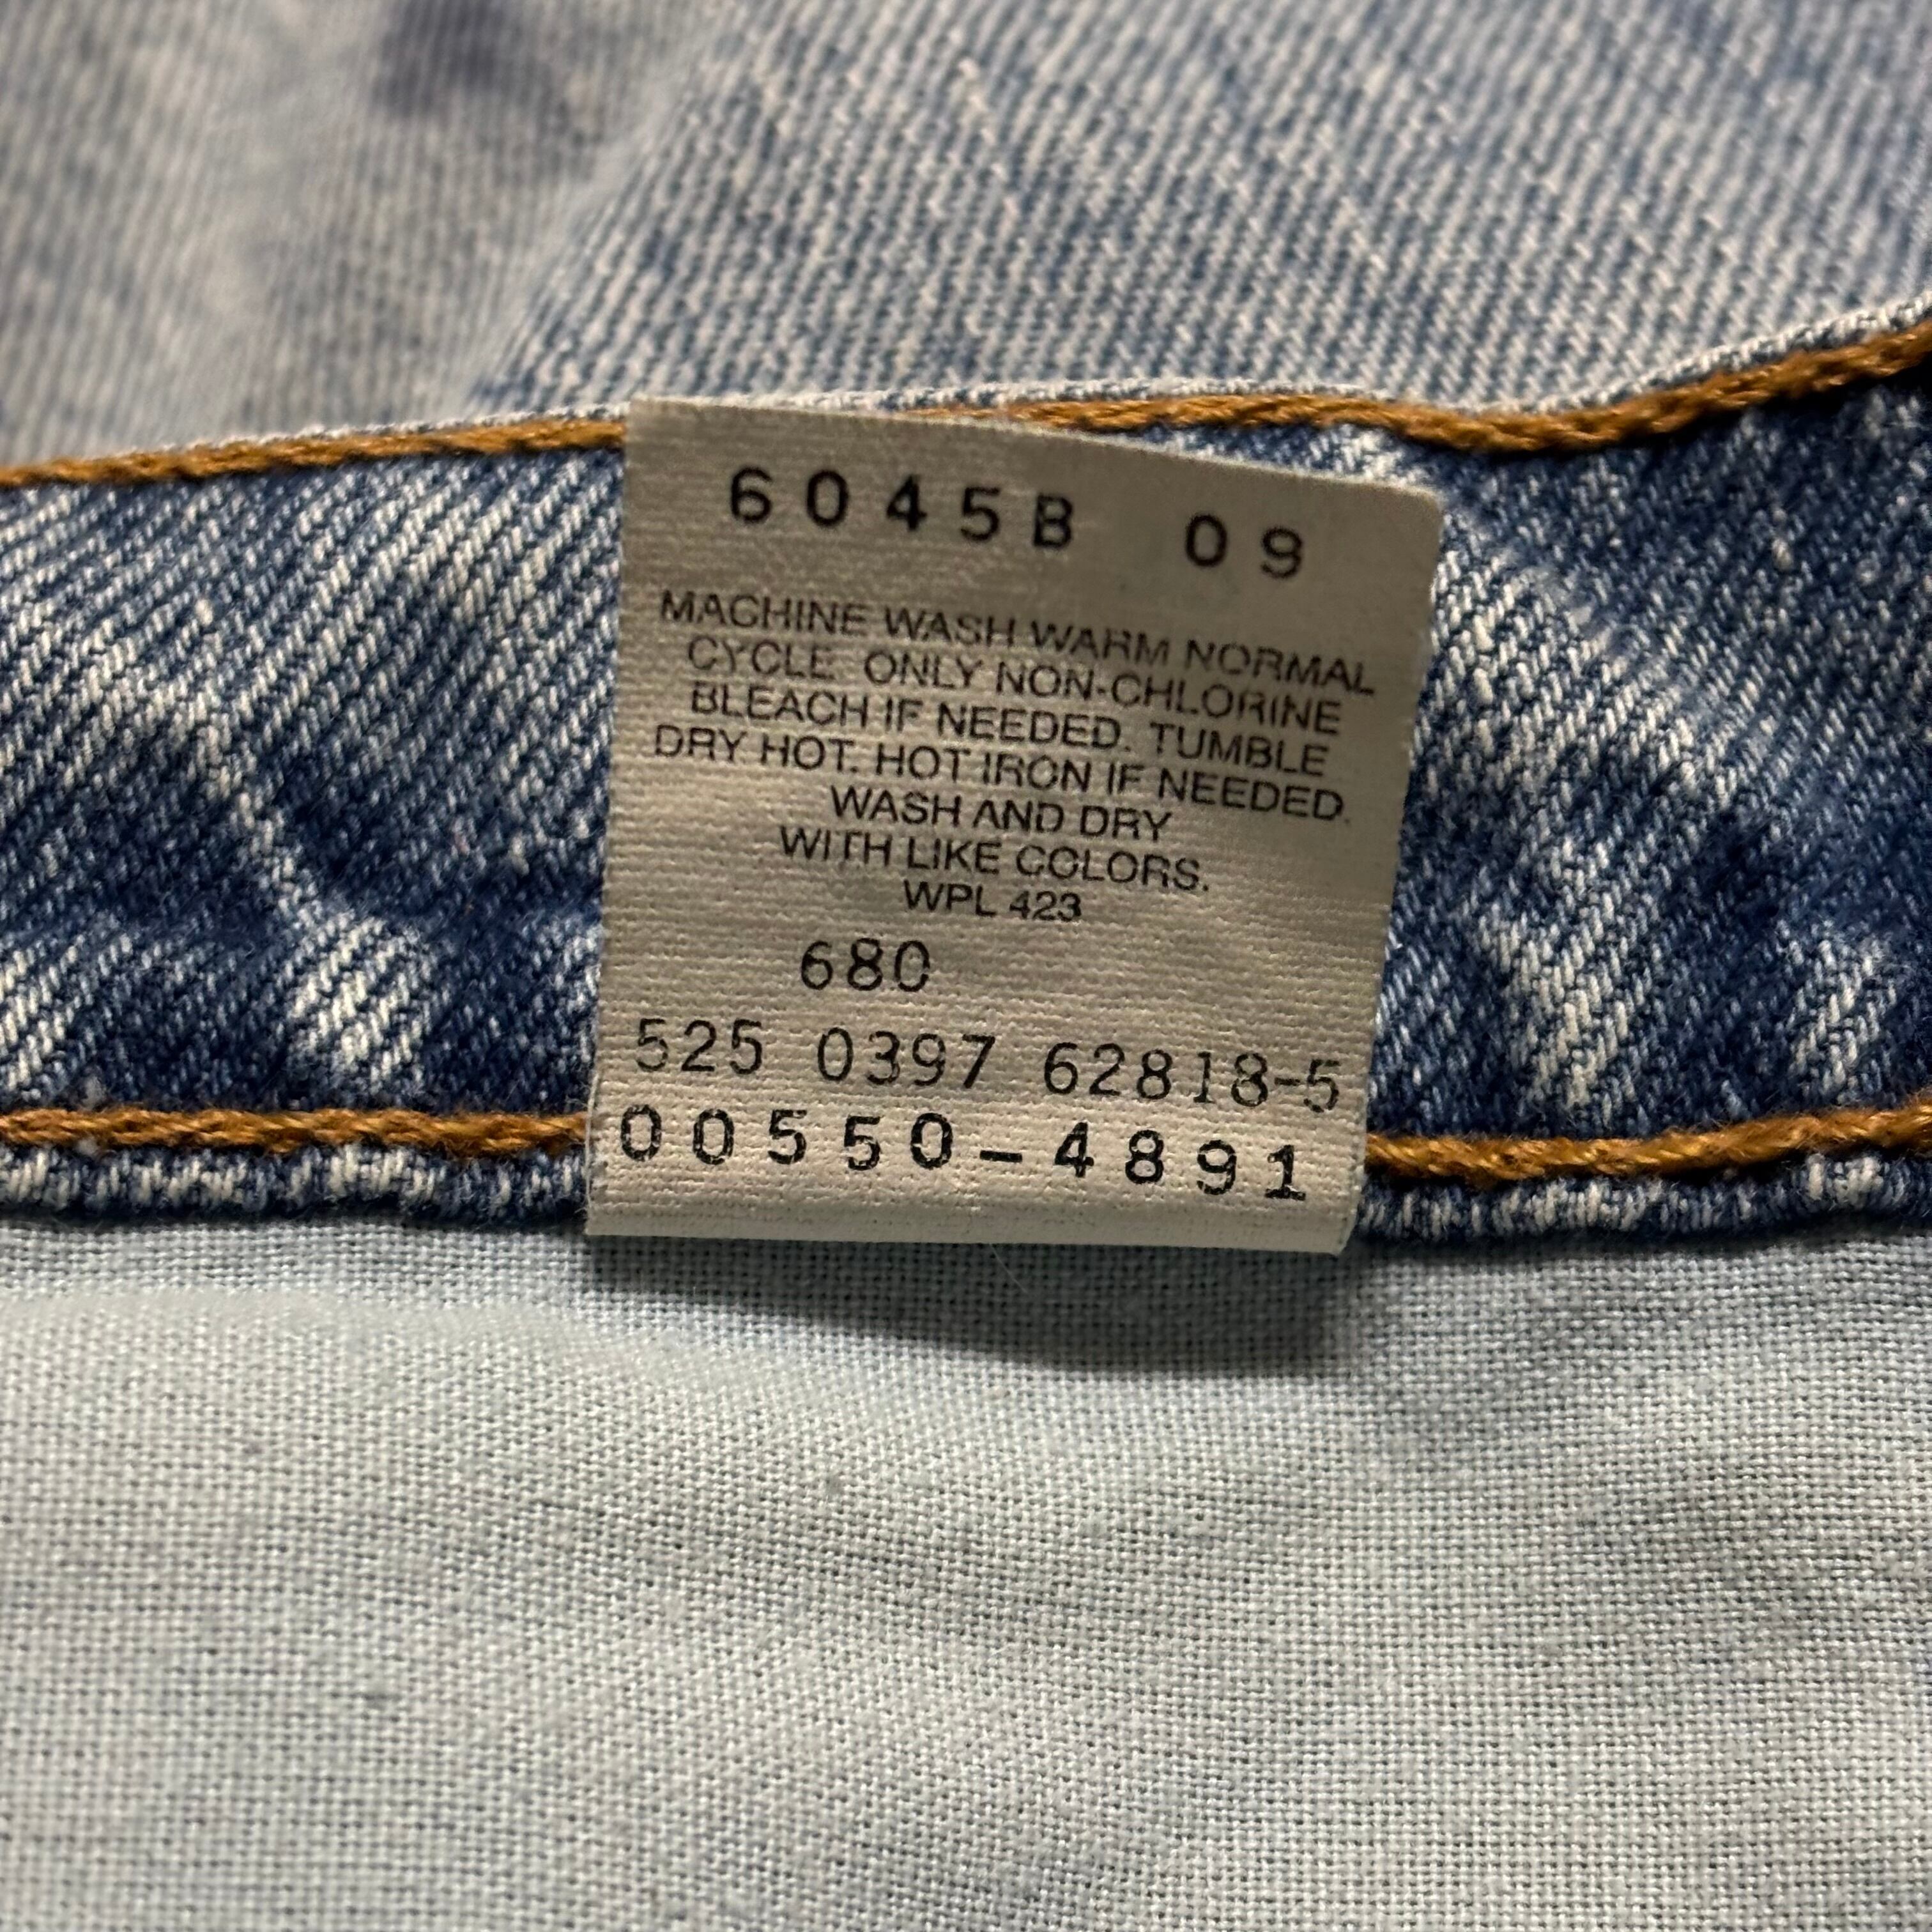 6045B 09
MACHINE WASH WARM NORMAL
CYCLE. ONLY NON-CHLORINE
BLEACH IF NEEDED. TUMBLE
DRY HOT. HOT IRON IF NEEDED.
WASH AND DRY
WITH LIKE COLORS.
WPL 423
680
525 0397 62818-5
00550-4891